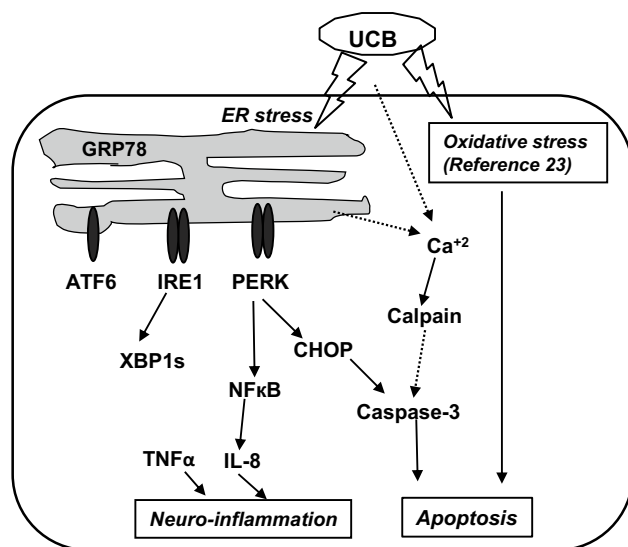 UCB
ER stress
Oxidative stress
(Reference 23)
GRP78
Ca+2
ATF6
IRE1
PERK
Calpain
XBP1s
CHOP
NFκB
Caspase-3
TNFα
IL-8
Neuro-inflammation
Apoptosis